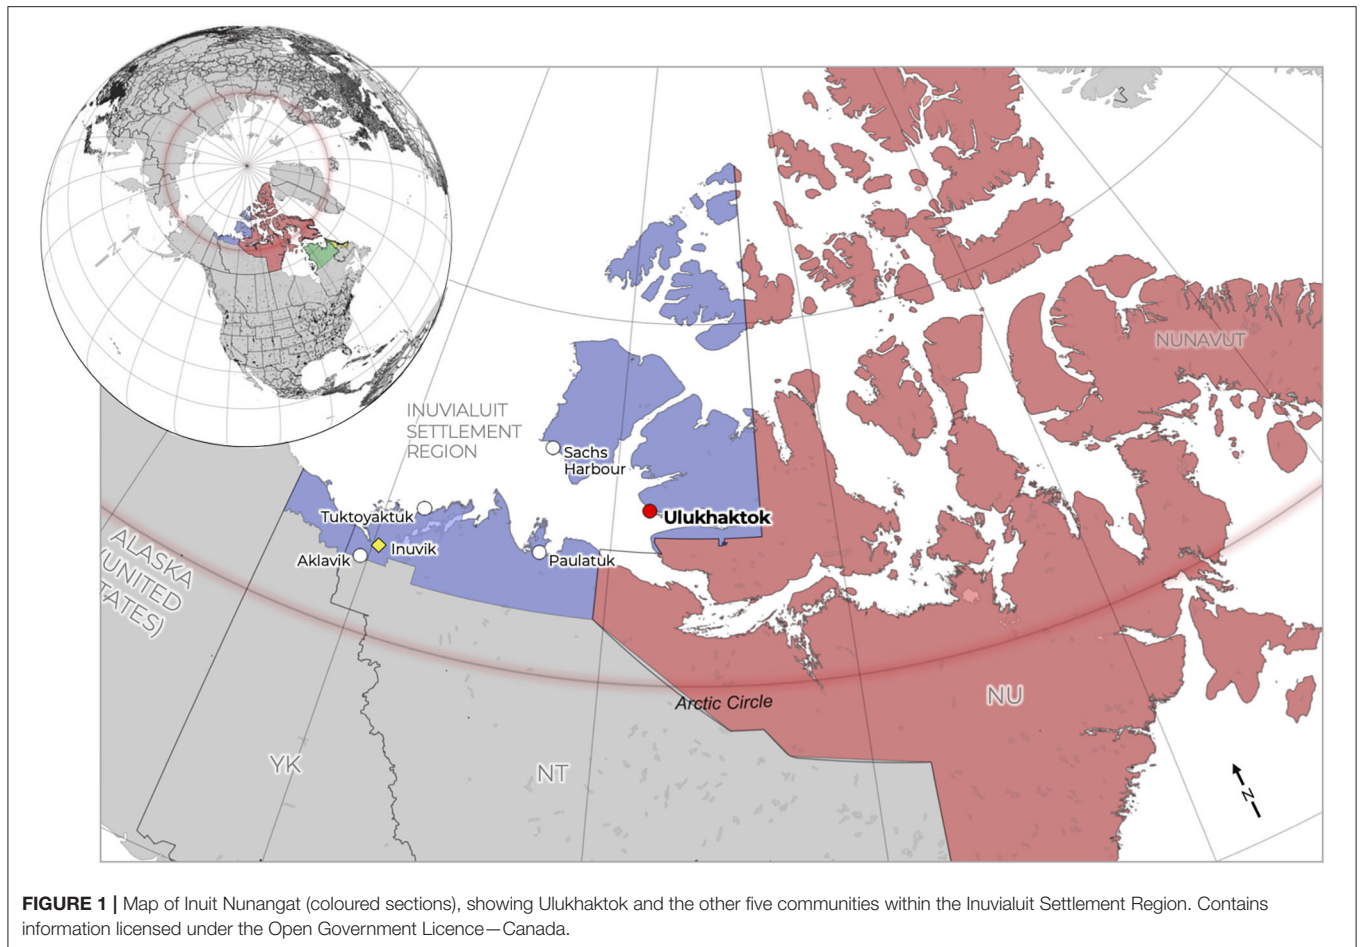 INUVIALUIT
SETTLEMENT
REGION
NUNAVUT
Sachs
Harbour
Tuktoyaktuk
Ulukhaktok
Inuvik
Aklavik
Paulatuk
ALASKA
(UNITED
STATES)
Arctic Circle
NU
YK
NT
N
N
FIGURE 1 | Map of Inuit Nunangat (coloured sections), showing Ulukhaktok and the other five communities within the Inuvialuit Settlement Region. Contains
information licensed under the Open Government Licence—Canada.